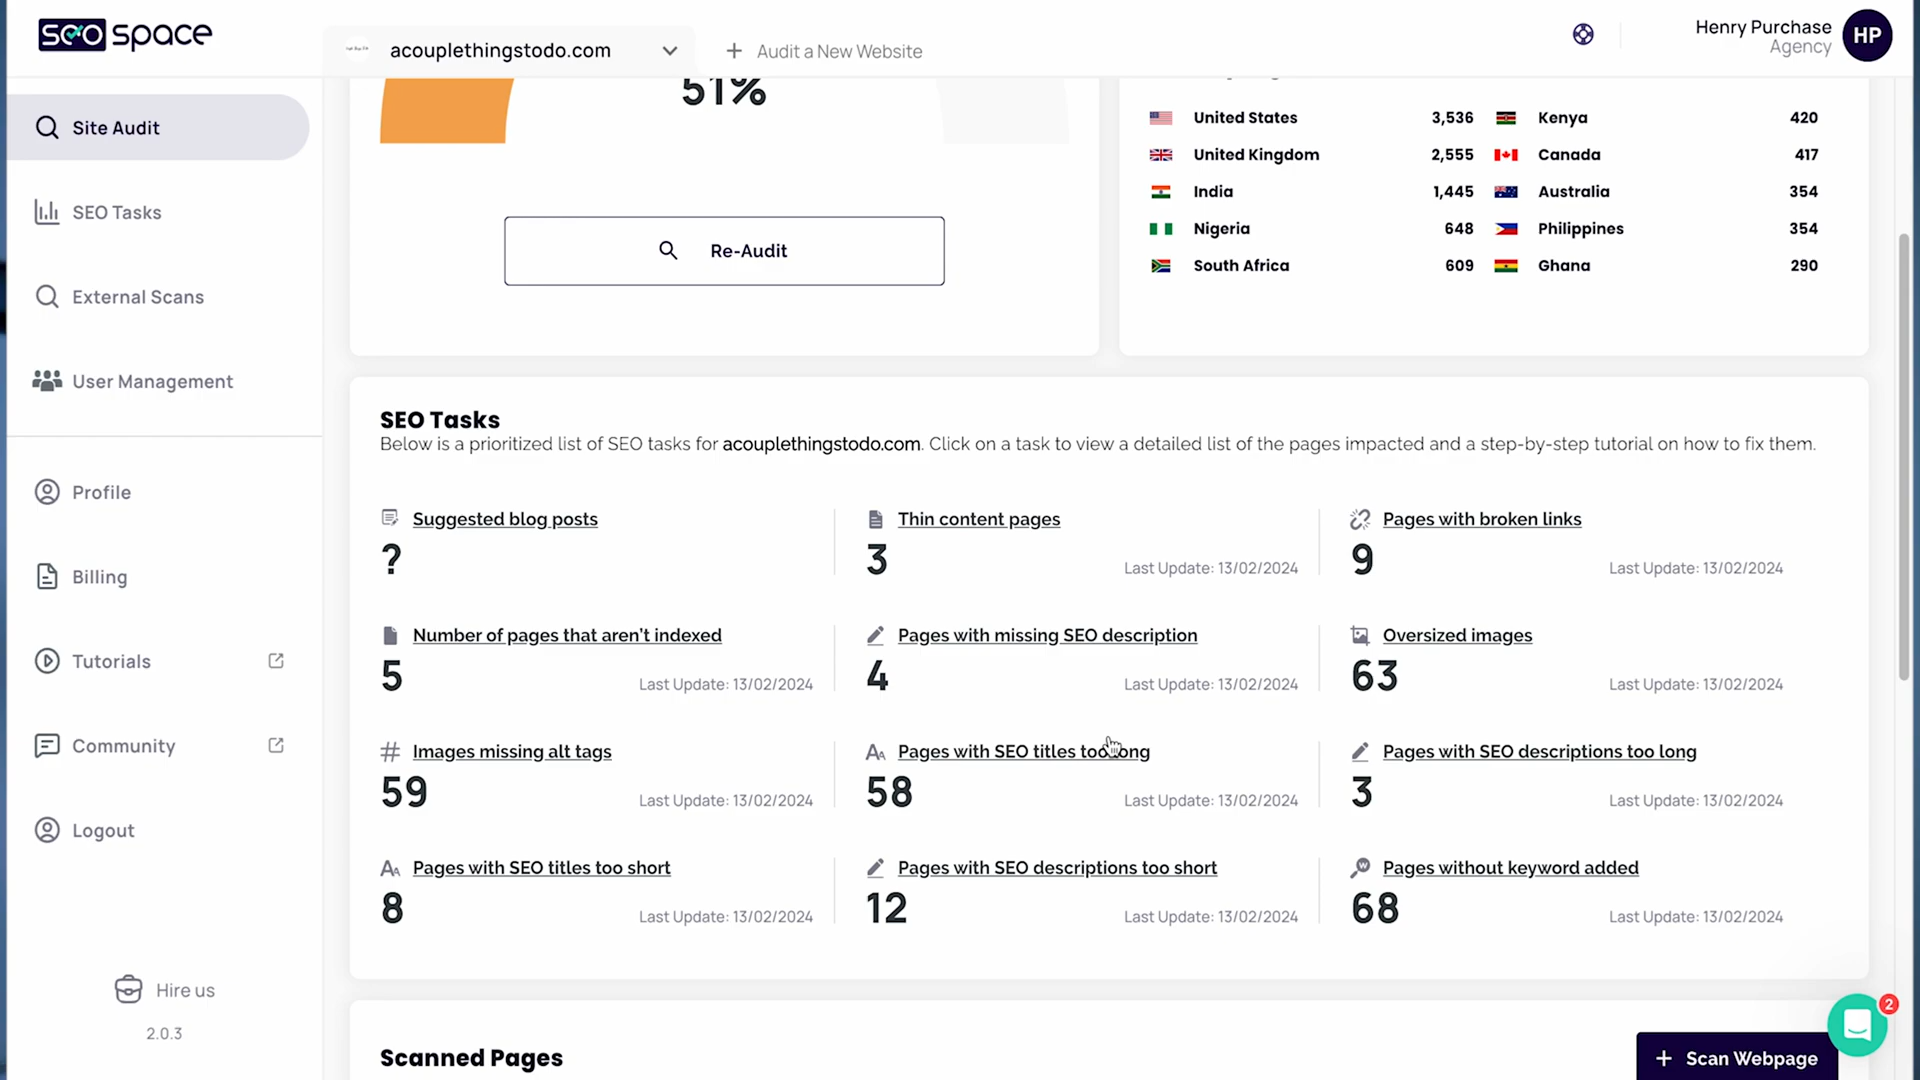 SEO space
acouplethingstodo.com
+ Audit a New Website
Henry Purchase
Agency
HP
Site Audit
SEO Tasks
External Scans
User Management
Profile
Billing
Tutorials
Community
Logout
Hire us
2.0.3
51%
Re-Audit
United States 3,536 Kenya 420
United Kingdom 2,555 Canada 417
India 1,445 Australia 354
Nigeria 648 Philippines 354
South Africa 609 Ghana 290
SEO Tasks
Below is a prioritized list of SEO tasks for acouplethingstodo.com. Click on a task to view a detailed list of the pages impacted and a step-by-step tutorial on how to fix them.
Suggested blog posts
?
Thin content pages
3 Last Update: 13/02/2024
Pages with broken links
9 Last Update: 13/02/2024
Number of pages that aren't indexed
5 Last Update: 13/02/2024
Pages with missing SEO description
4 Last Update: 13/02/2024
Oversized images
63 Last Update: 13/02/2024
# Images missing alt tags
59 Last Update: 13/02/2024
AA Pages with SEO titles too long
58 Last Update: 13/02/2024
Pages with SEO descriptions too long
3 Last Update: 13/02/2024
AA Pages with SEO titles too short
8 Last Update: 13/02/2024
Pages with SEO descriptions too short
12 Last Update: 13/02/2024
Pages without keyword added
68 Last Update: 13/02/2024
Scanned Pages
+ Scan Webpage
2